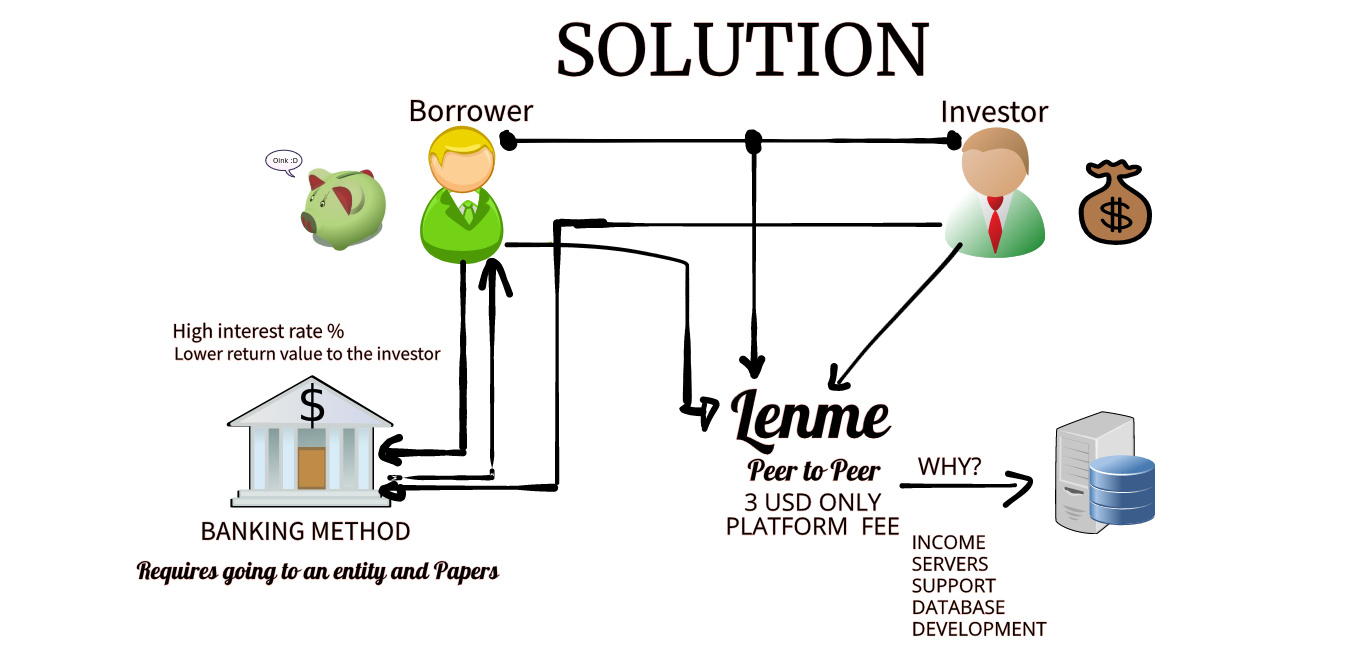 SOLUTION
Borrower
Investor
Oink :D
$
High interest rate %
Lower return value to the investor
$
BANKING METHOD
Requires going to an entity and Papers
Lenme
Peer to Peer
3 USD ONLY
PLATFORM FEE
WHY?
INCOME
SERVERS
SUPPORT
DATABASE
DEVELOPMENT